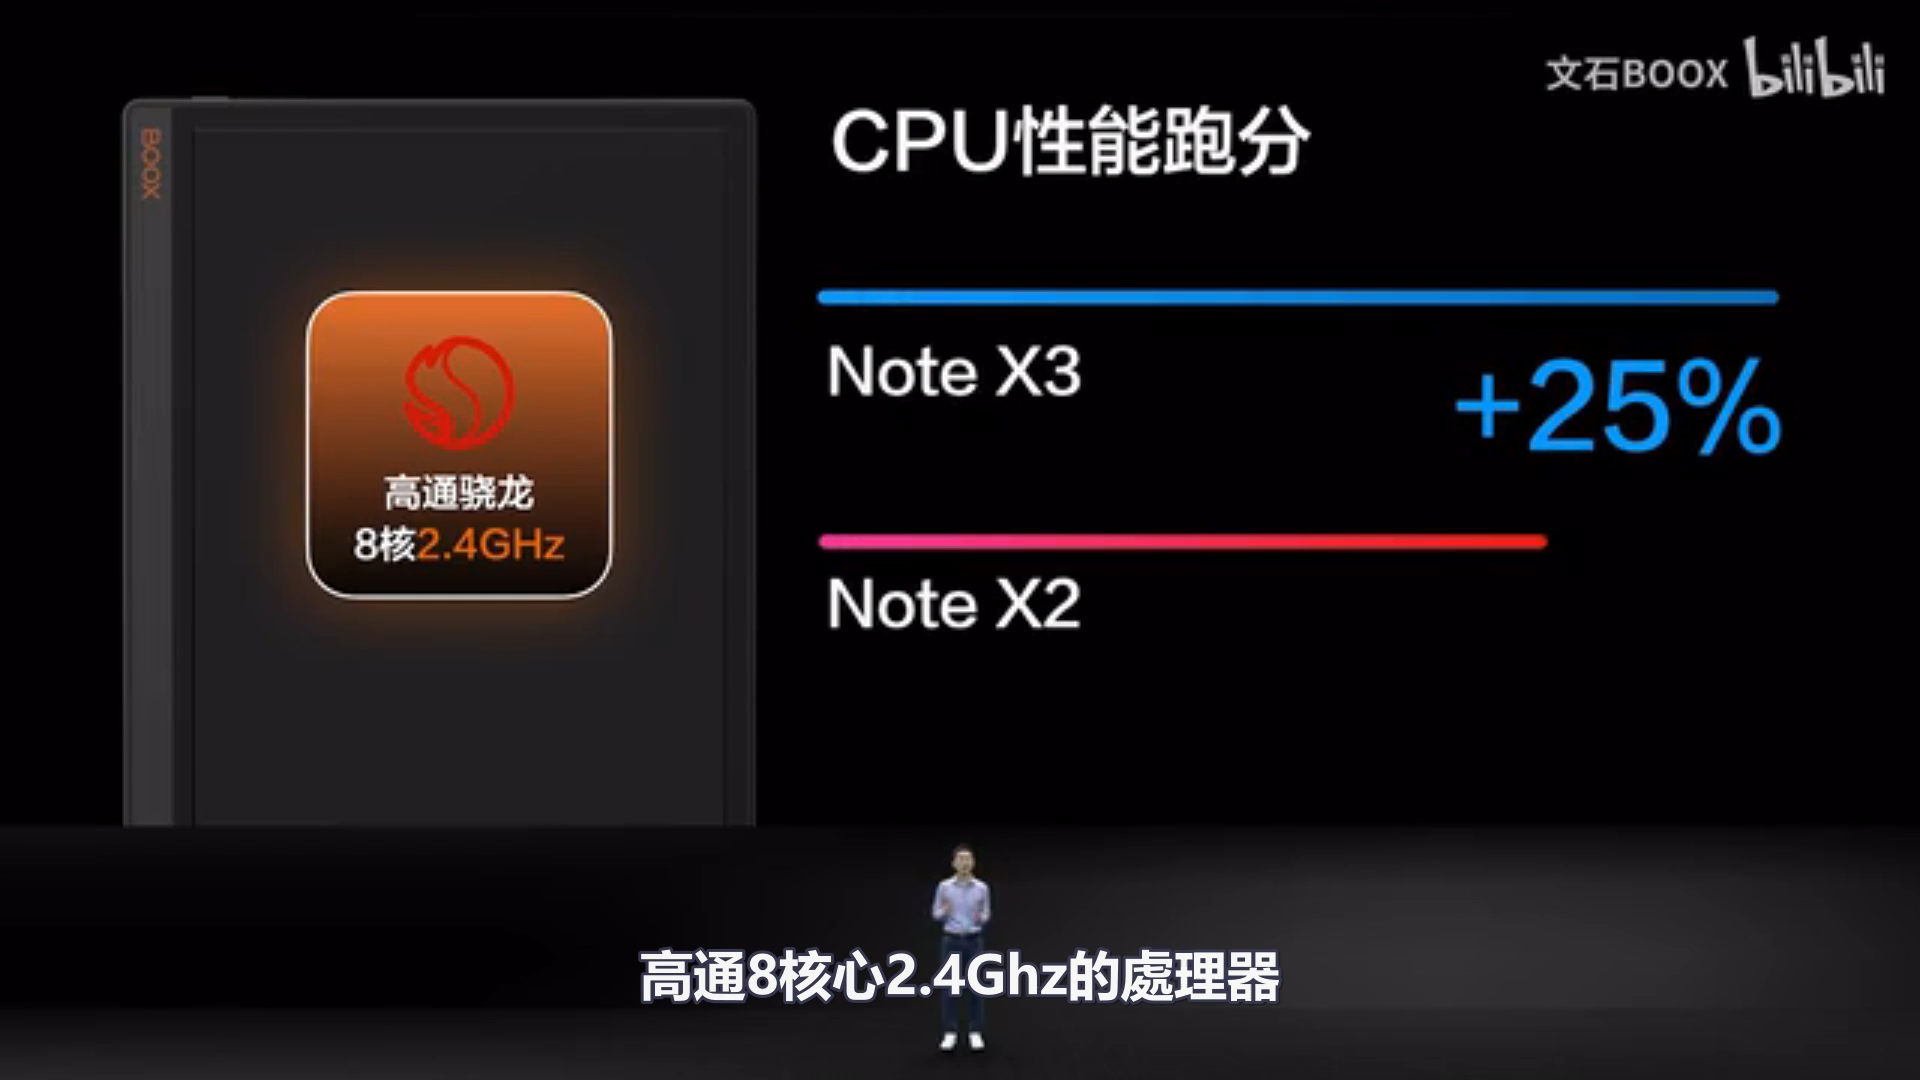 文石BOOX bilibili
BOOX
CPU性能跑分
Note X3
+25%
Note X2
高通骁龙
8核2.4GHz
高通8核心2.4Ghz的處理器